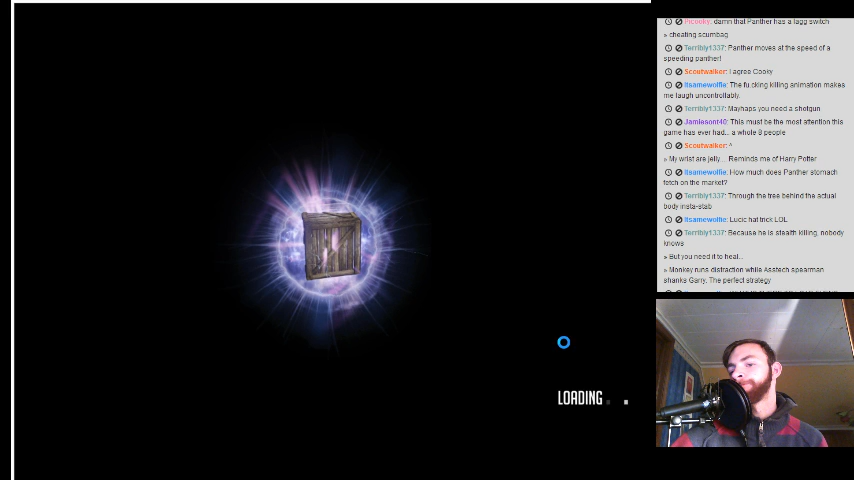 Picooky: damn that Panther has a lagg switch
» cheating scumbag
Terribly1337: Panther moves at the speed of a
speeding panther!
Scoutwalker: I agree Cooky
Itsamewolfie: The fu.cking killing animation makes
me laugh uncontrollably.
Terribly1337: Mayhaps you need a shotgun
Jamieson140: This must be the most attention this
game has ever had... a whole 8 people
Scoutwalker: ^
» My wrist are jelly.... Reminds me of Harry Potter
Itsamewolfie: How much does Panther stomach
fetch on the market?
Terribly1337: Through the tree behind the actual
body insta-stab
Itsamewolfie: Lucic hat trick LOL
Terribly1337: Because he is stealth killing, nobody
knows
» But you need it to heal...
» Monkey runs distraction while Asstech spearman
shanks Garry. The perfect strategy
LOADING . .